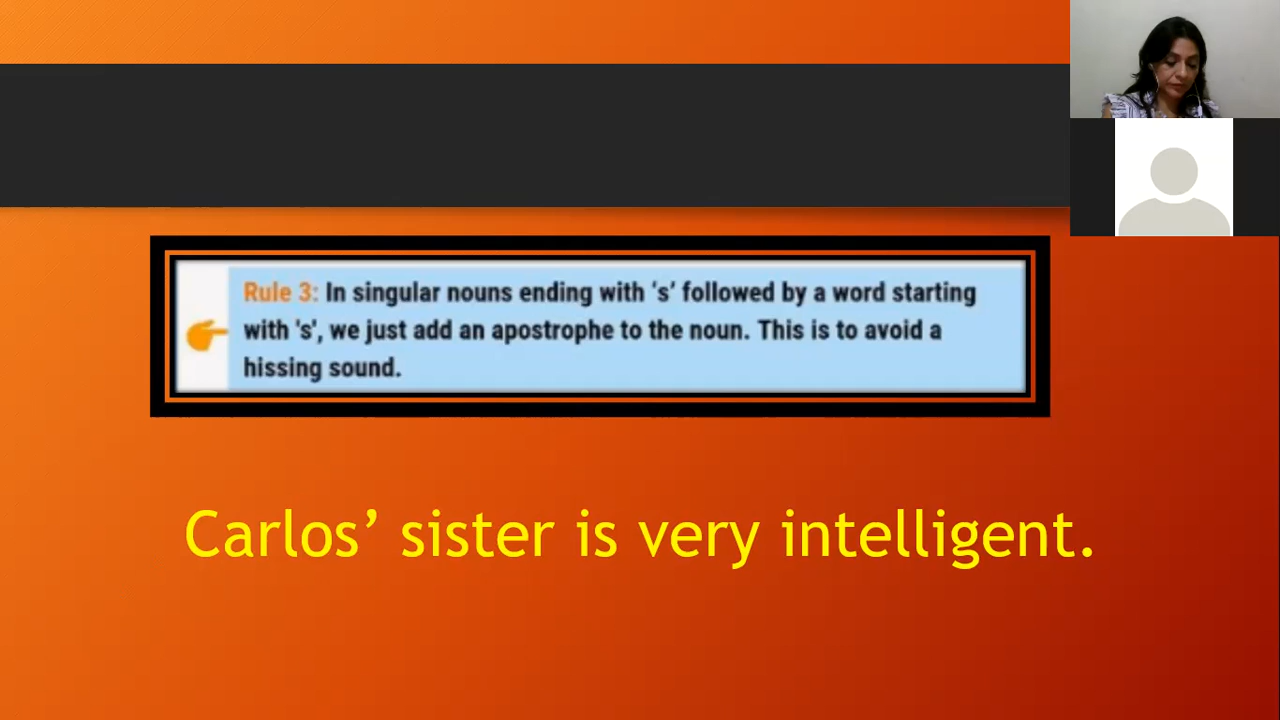 Rule 3: In singular nouns ending with ‘s’ followed by a word starting
with 's', we just add an apostrophe to the noun. This is to avoid a
hissing sound.
Carlos’ sister is very intelligent.